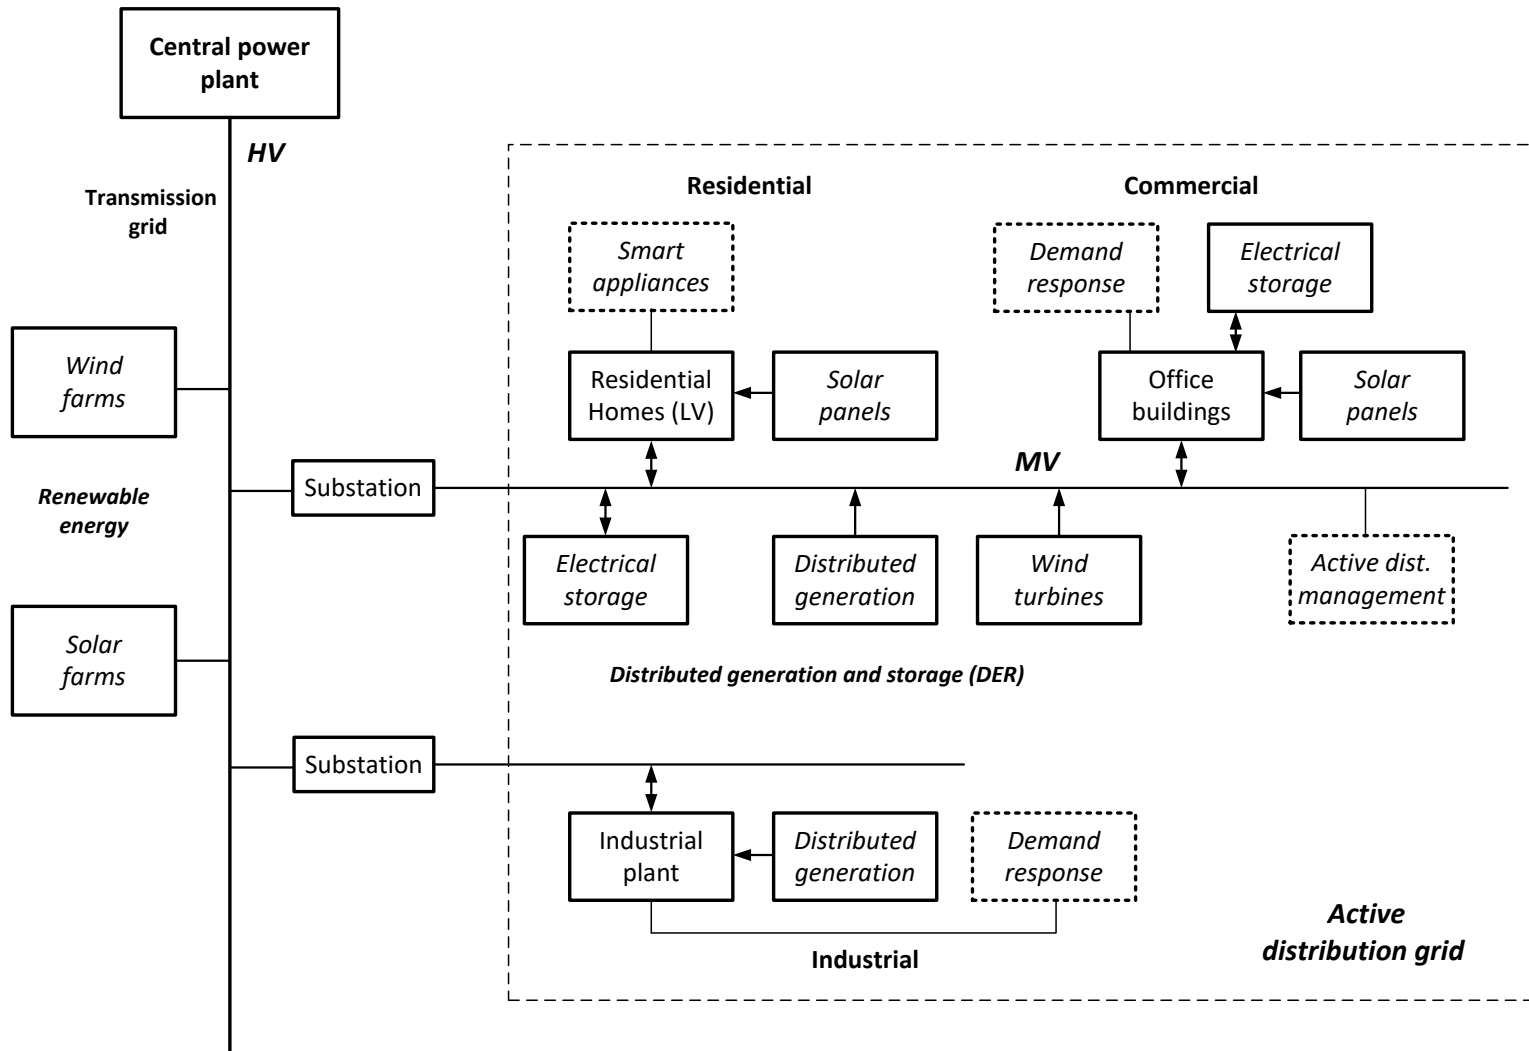 Central power
plant
HV
Transmission
grid
Residential
Commercial
Smart
appliances
Demand
response
Electrical
storage
Wind
farms
Residential
Homes (LV)
Solar
panels
Office
buildings
Solar
panels
MV
Substation
Renewable
energy
Electrical
storage
Distributed
generation
Wind
turbines
Active dist.
management
Solar
farms
Distributed generation and storage (DER)
Substation
Industrial
plant
Distributed
generation
Demand
response
Industrial
Active
distribution grid